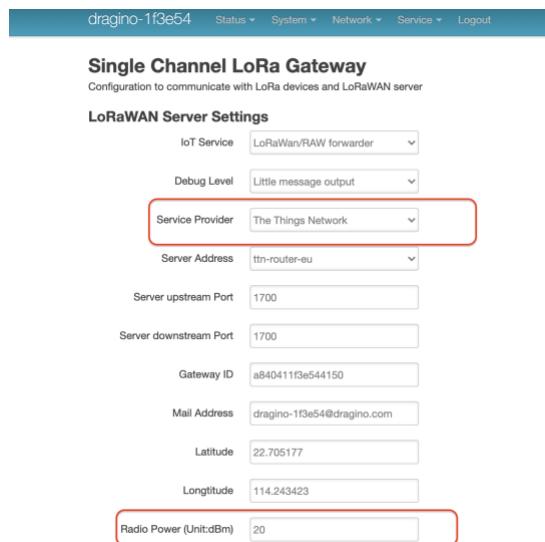 dragino-1f3e54 Status System Network Service Logout
Single Channel LoRa Gateway
Configuration to communicate with LoRa devices and LoRaWAN server
LoRaWAN Server Settings
IoT Service LoRaWan/RAW forwarder
Debug Level Little message output
Service Provider The Things Network
Server Address ttn-router-eu
Server upstream Port 1700
Server downstream Port 1700
Gateway ID a840411f3e544150
Mail Address dragino-1f3e54@dragino.com
Latitude 22.705177
Longtitude 114.243423
Radio Power (Unit:dBm) 20